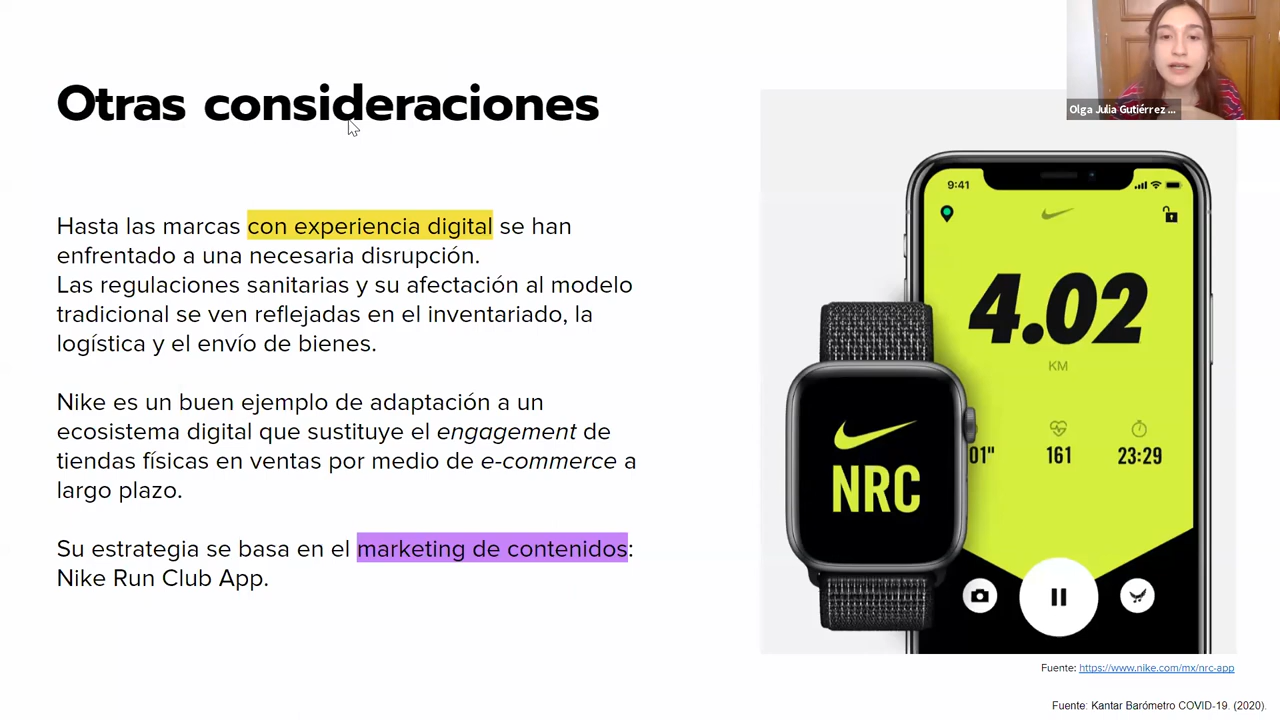 Otras consideraciones
Olga Julia Gutiérrez ...
Hasta las marcas con experiencia digital se han
enfrentado a una necesaria disrupción.
Las regulaciones sanitarias y su afectación al modelo
tradicional se ven reflejadas en el inventariado, la
logística y el envío de bienes.
Nike es un buen ejemplo de adaptación a un
ecosistema digital que sustituye el engagement de
tiendas físicas en ventas por medio de e-commerce a
largo plazo.
Su estrategia se basa en el marketing de contenidos:
Nike Run Club App.
9:41
4.02
KM
01" 161 23:29
NRC
Fuente: https://www.nike.com/mx/nrc-app
Fuente: Kantar Barómetro COVID-19. (2020).